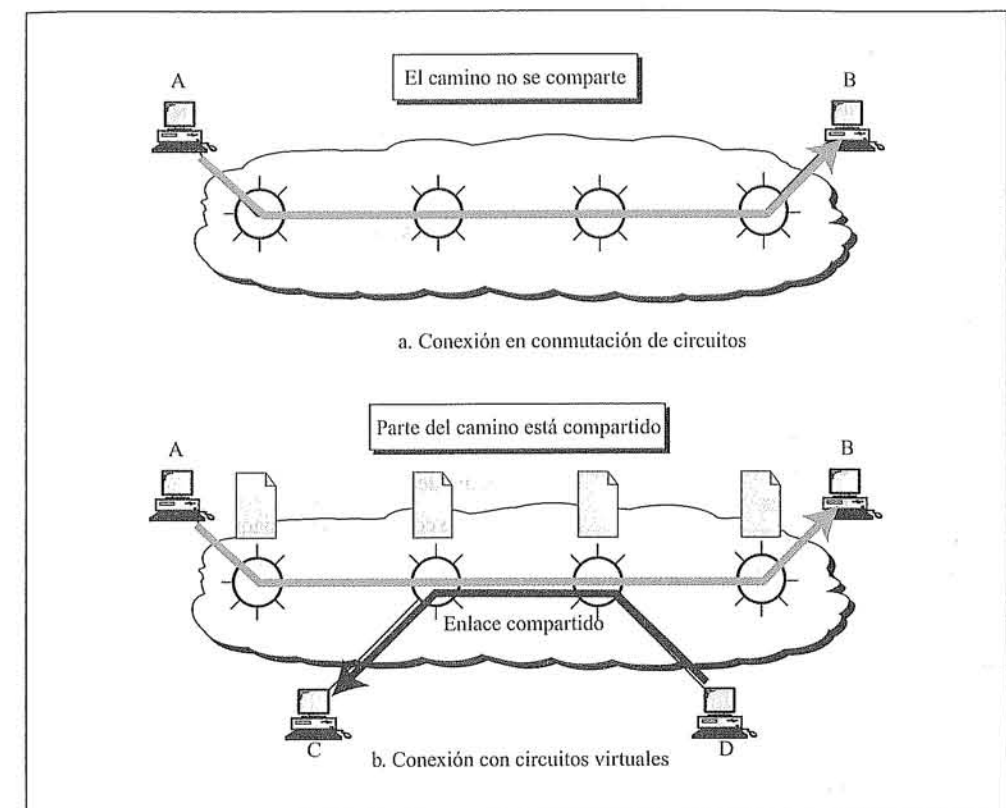 El camino no se comparte
A
B
a. Conexión en conmutación de circuitos
Parte del camino está compartido
A
B
Enlace compartido
C
D
b. Conexión con circuitos virtuales